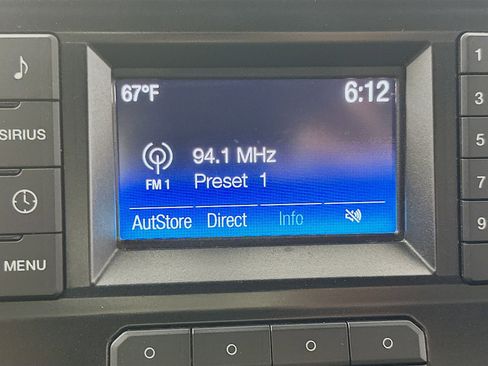 67°F 6:12
94.1 MHz
FM 1 Preset 1
AutStore Direct Info
SIRIUS
MENU
1
3
5
7
9